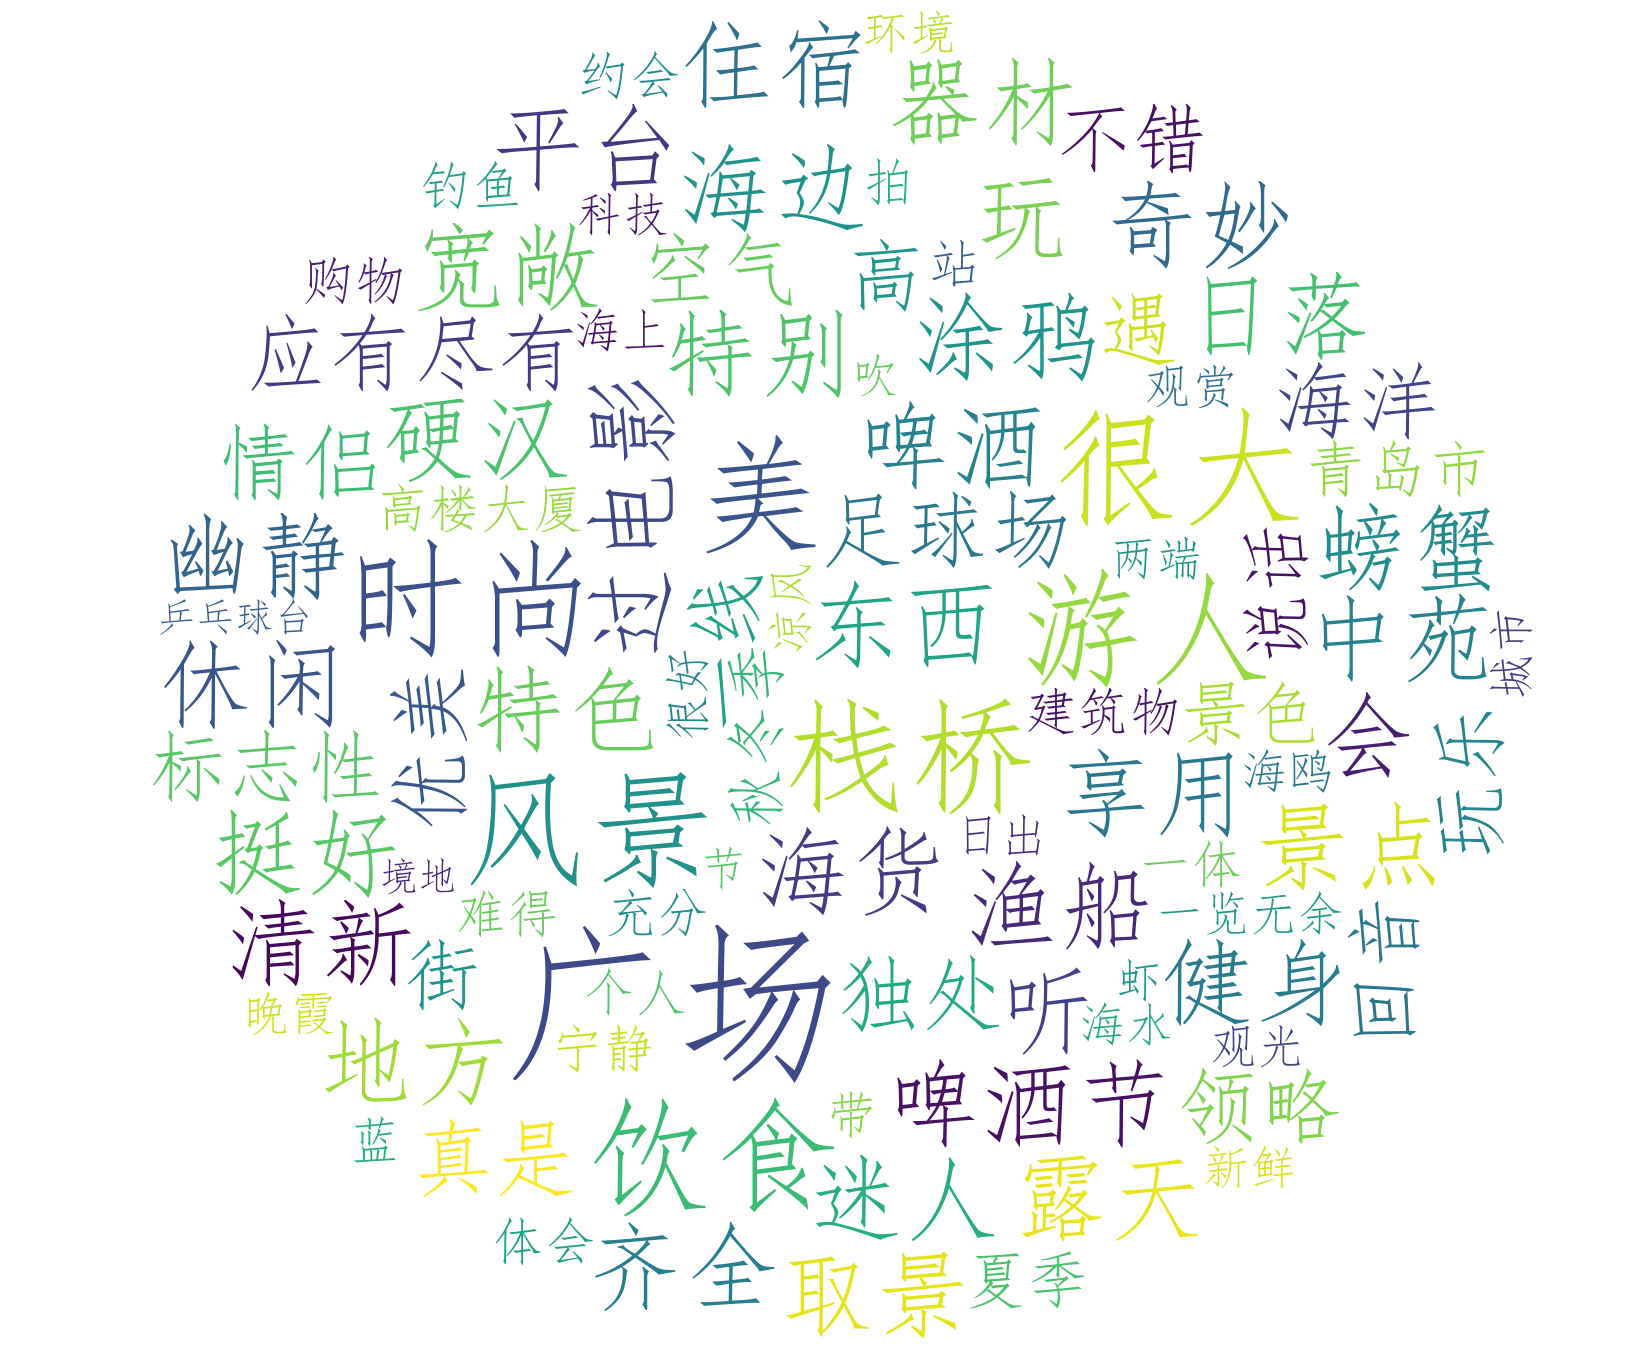 住宿
环境
约会
器材
平台
不错
海边
钓鱼
拍
科技
玩
奇妙
宽敞
空气
高
站
购物
日落
涂鸦
遇
应有尽有
海上
特别
吹
观赏
海洋
电影
硬汉
情侣
啤酒
很大
美
青岛市
高楼大厦
足球场
幽静
螃蟹
说话
两端
时尚
过
线
凉风
东西
游人
中苑
乒乓球台
城市
休闲
优美
特色
很好
秋冬季
栈桥
建筑物
景色
会
玩乐
标志性
风景
享用
海鸥
挺好
境地
节
海货
日出
渔船
一体
景点
清新
难得
充分
一览无余
回音
街
广场
个人
独处
听
虾
健身
晚霞
地方
宁静
海水
观光
啤酒节
领略
蓝
真是
饮食
带
迷人
露天
新鲜
体会
齐全
取景
夏季